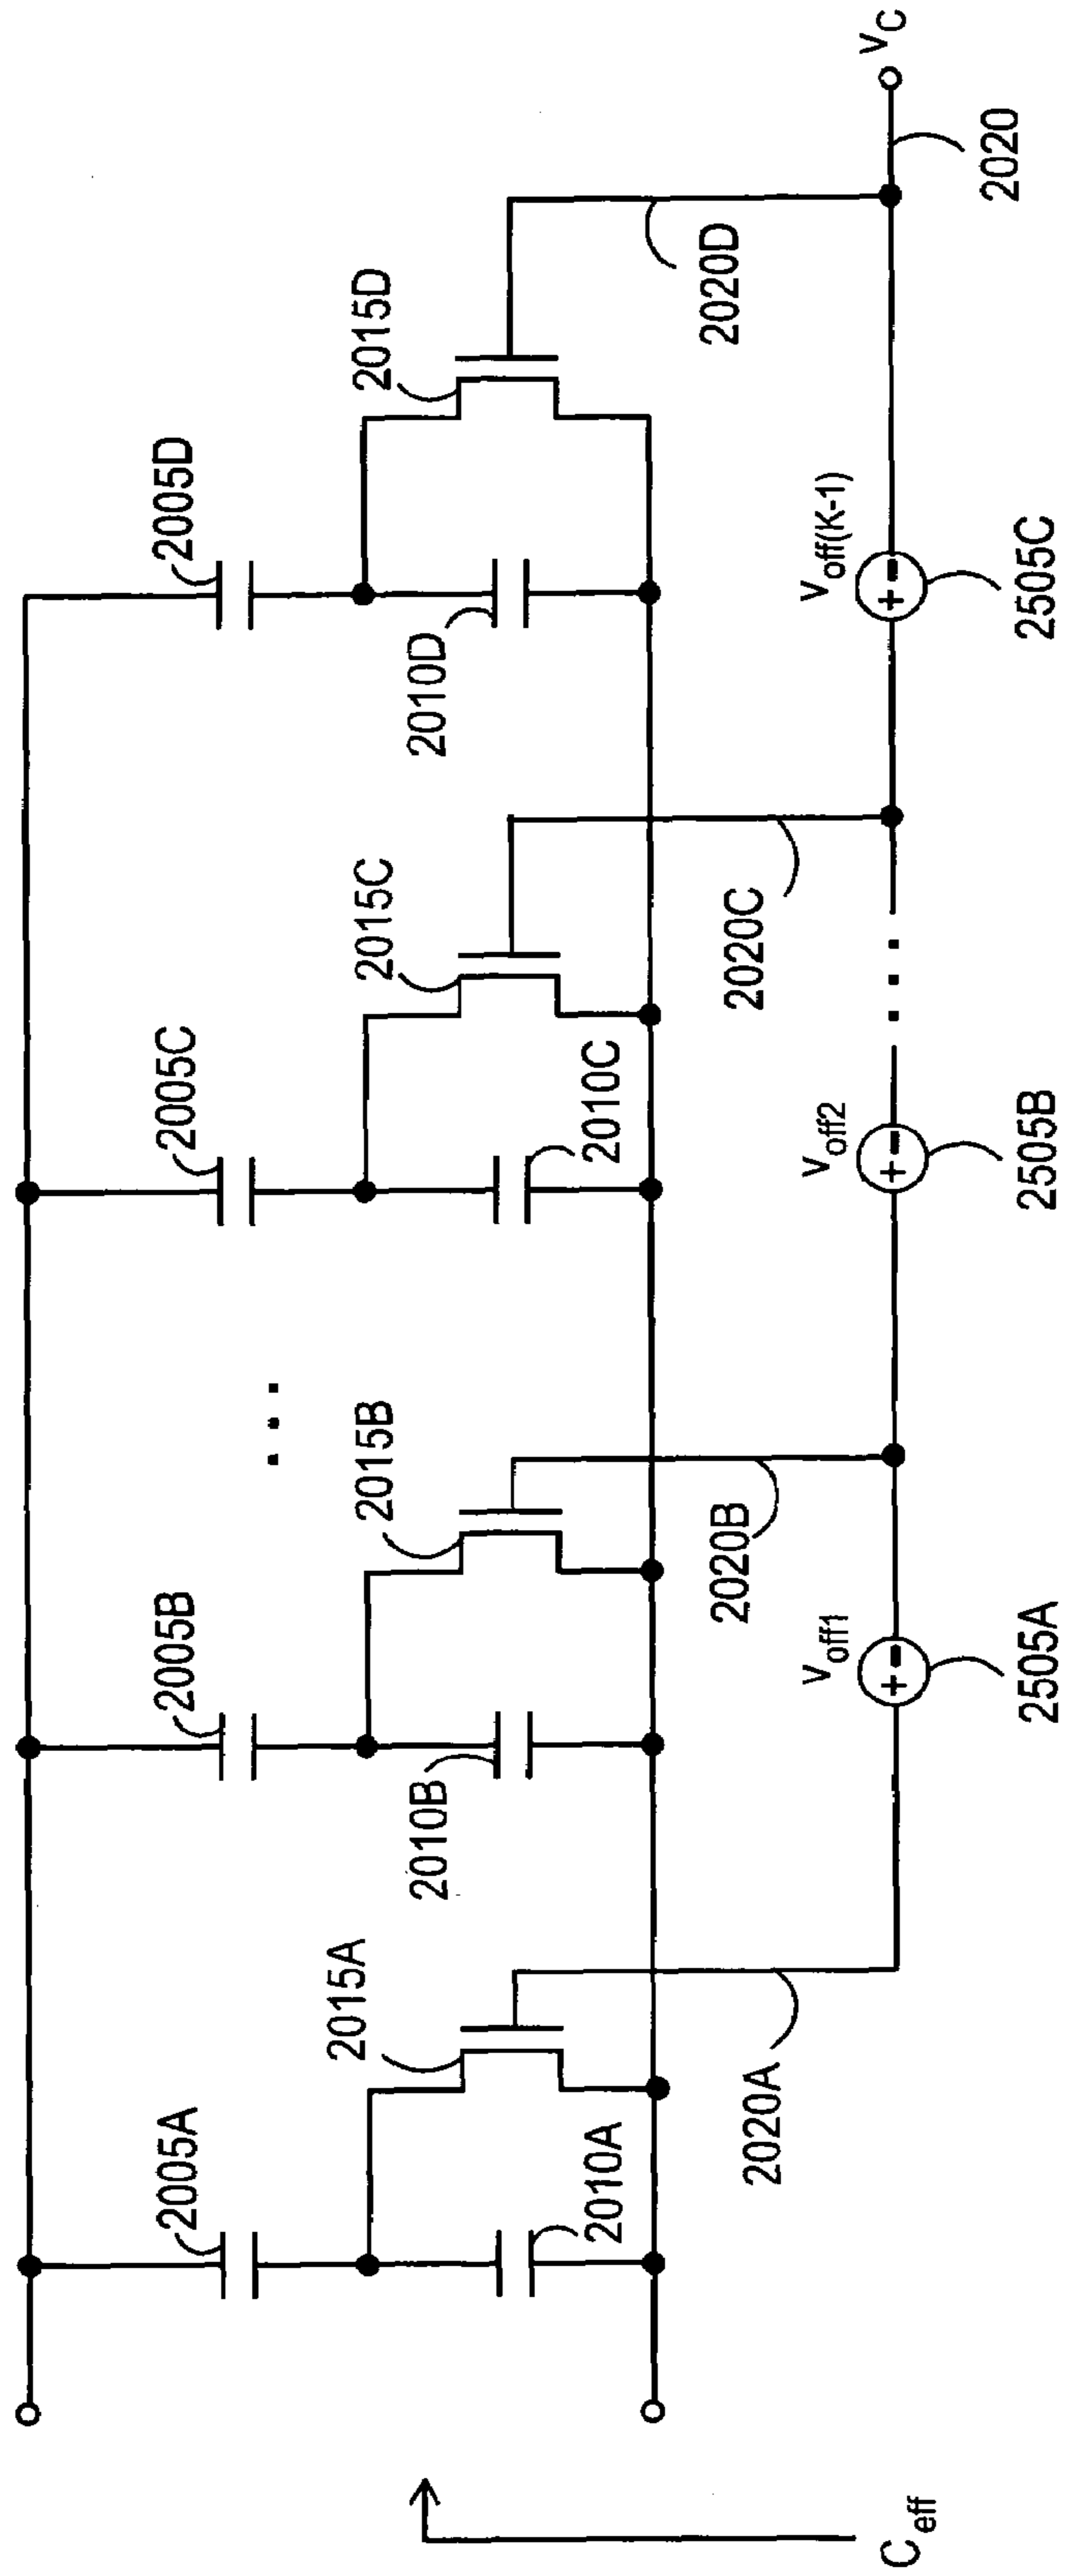 2005A
2005B
2005C
2005D
2015A
2015B
2015C
2015D
2010A
2010B
2010C
2010D
. . .
C_eff
2020A
2020B
2020C
2020D
V_off1
V_off2
V_off(K-1)
V_C
+ -
+ -
. . . .
+ -
2505A
2505B
2505C
2020